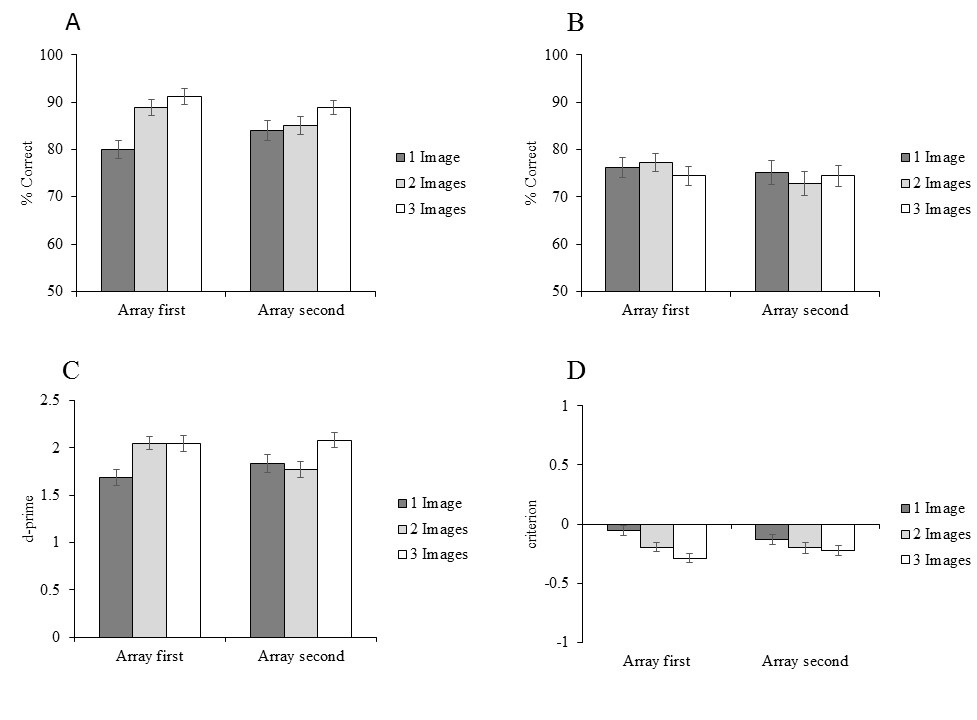 A
100
90
80
70
60
50
% Correct
Array first
Array second
1 Image
2 Images
3 Images
B
100
90
80
70
60
50
% Correct
Array first
Array second
1 Image
2 Images
3 Images
C
2.5
2
1.5
1
0.5
0
d-prime
Array first
Array second
1 Image
2 Images
3 Images
D
1
0.5
0
-0.5
-1
criterion
Array first
Array second
1 Image
2 Images
3 Images